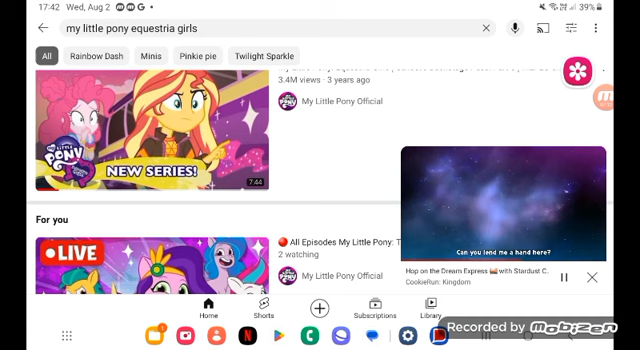 17:42 Wed, Aug 2
39%
my little pony equestria girls
All
Rainbow Dash
Minis
Pinkie pie
Twilight Sparkle
3.4M views · 3 years ago
My Little Pony Official
MY LITTLE PONY
NEW SERIES!
7:44
Can you lend me a hand here?
Hop on the Dream Express 🚂 with Stardust C.
CookieRun: Kingdom
For you
LIVE
🔴 All Episodes My Little Pony: T
2 watching
My Little Pony Official
Home
Shorts
Subscriptions
Library
Recorded by Mobizen